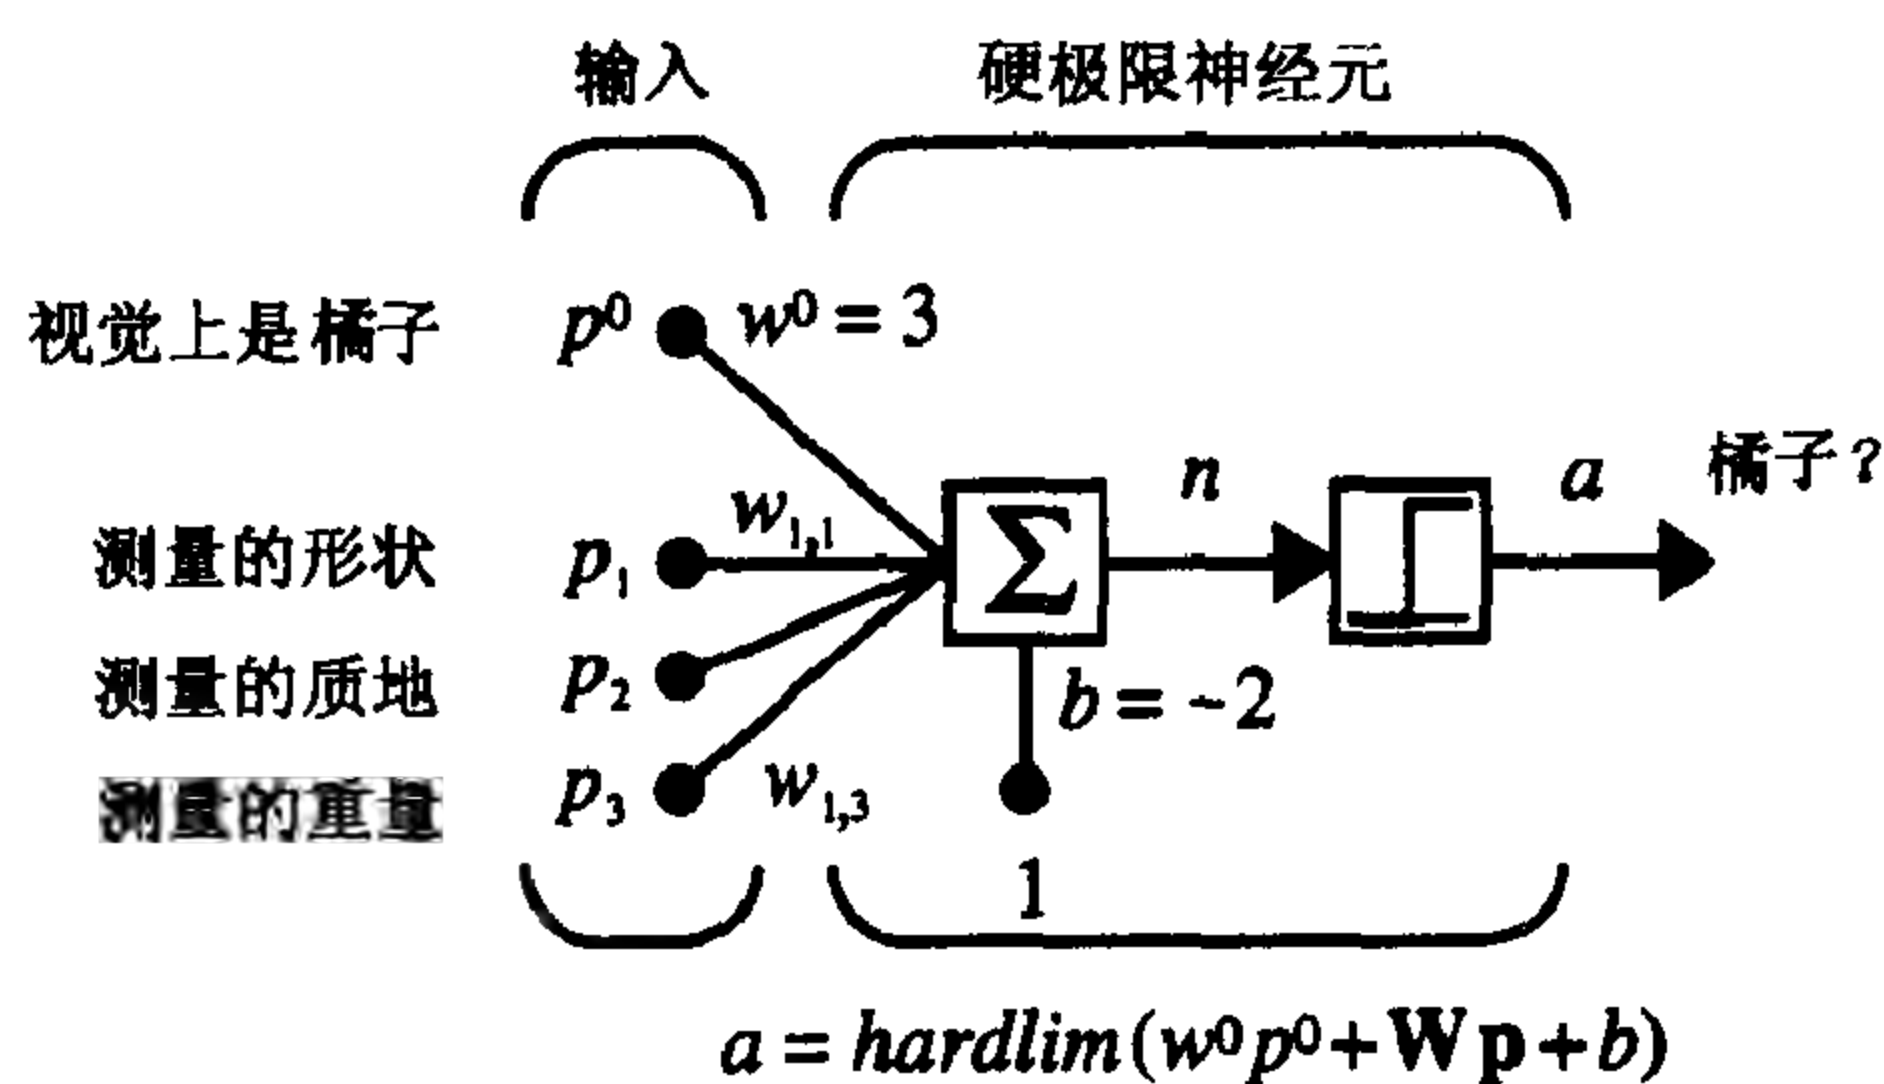 输入 硬极限神经元
视觉上是橘子 p⁰ w⁰ = 3
测量的形状 p₁ w₁,₁
Σ n a 橘子?
测量的质地 p₂ b = -2
测量的重量 p₃ w₁,₃
1
a = hardlim(w⁰p⁰+Wp+b)